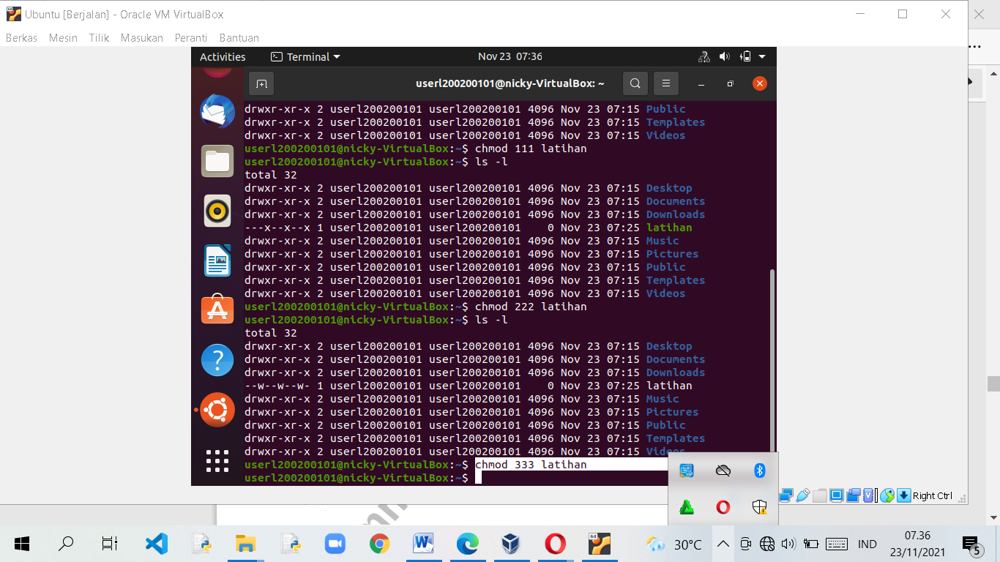 Ubuntu [Berjalan] - Oracle VM VirtualBox
Berkas Mesin Tilik Masukan Peranti Bantuan
Activities Terminal Nov 23 07:36
userl200200101@nicky-VirtualBox: ~
drwxr-xr-x 2 userl200200101 userl200200101 4096 Nov 23 07:15 Public
drwxr-xr-x 2 userl200200101 userl200200101 4096 Nov 23 07:15 Templates
drwxr-xr-x 2 userl200200101 userl200200101 4096 Nov 23 07:15 Videos
userl200200101@nicky-VirtualBox:~$ chmod 111 latihan
userl200200101@nicky-VirtualBox:~$ ls -l
total 32
drwxr-xr-x 2 userl200200101 userl200200101 4096 Nov 23 07:15 Desktop
drwxr-xr-x 2 userl200200101 userl200200101 4096 Nov 23 07:15 Documents
drwxr-xr-x 2 userl200200101 userl200200101 4096 Nov 23 07:15 Downloads
---x--x--x 1 userl200200101 userl200200101    0 Nov 23 07:25 latihan
drwxr-xr-x 2 userl200200101 userl200200101 4096 Nov 23 07:15 Music
drwxr-xr-x 2 userl200200101 userl200200101 4096 Nov 23 07:15 Pictures
drwxr-xr-x 2 userl200200101 userl200200101 4096 Nov 23 07:15 Public
drwxr-xr-x 2 userl200200101 userl200200101 4096 Nov 23 07:15 Templates
drwxr-xr-x 2 userl200200101 userl200200101 4096 Nov 23 07:15 Videos
userl200200101@nicky-VirtualBox:~$ chmod 222 latihan
userl200200101@nicky-VirtualBox:~$ ls -l
total 32
drwxr-xr-x 2 userl200200101 userl200200101 4096 Nov 23 07:15 Desktop
drwxr-xr-x 2 userl200200101 userl200200101 4096 Nov 23 07:15 Documents
drwxr-xr-x 2 userl200200101 userl200200101 4096 Nov 23 07:15 Downloads
--w--w--w- 1 userl200200101 userl200200101    0 Nov 23 07:25 latihan
drwxr-xr-x 2 userl200200101 userl200200101 4096 Nov 23 07:15 Music
drwxr-xr-x 2 userl200200101 userl200200101 4096 Nov 23 07:15 Pictures
drwxr-xr-x 2 userl200200101 userl200200101 4096 Nov 23 07:15 Public
drwxr-xr-x 2 userl200200101 userl200200101 4096 Nov 23 07:15 Templates
drwxr-xr-x 2 userl200200101 userl200200101 4096 Nov 23 07:15 Videos
userl200200101@nicky-VirtualBox:~$ chmod 333 latihan
userl200200101@nicky-VirtualBox:~$
Right Ctrl
30°C IND 07.36
23/11/2021
5